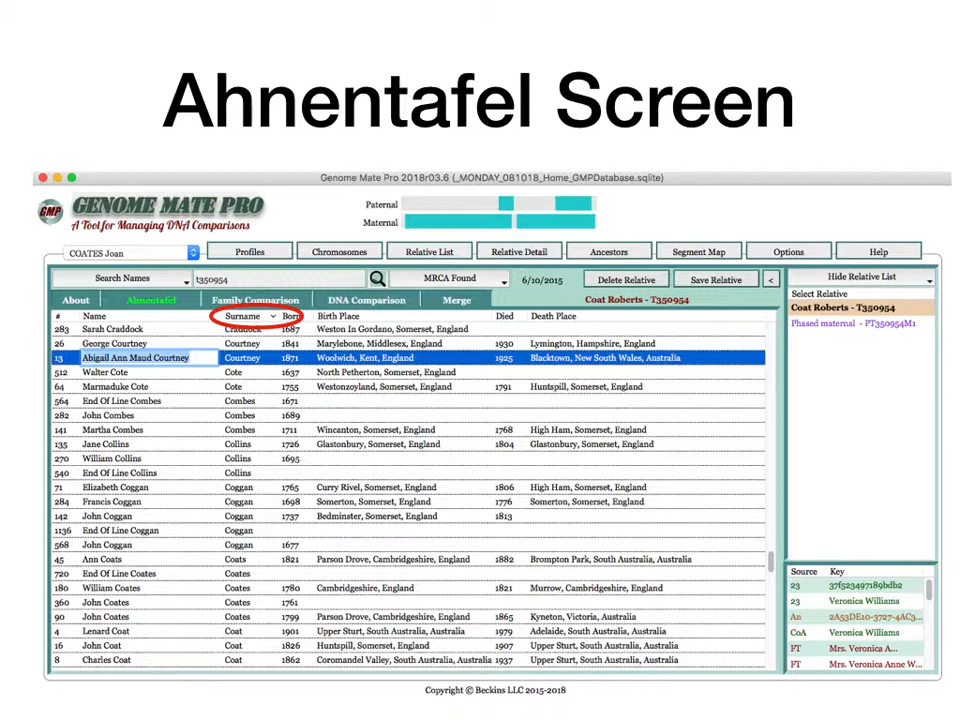 Ahnentafel Screen
Genome Mate Pro 2018r03.6 (_MONDAY_081018_Home_GMPDatabase.sqlite)
GMP GENOME MATE PRO
A Tool for Managing DNA Comparisons
Paternal
Maternal
COATES Joan Profiles Chromosomes Relative List Relative Detail Ancestors Segment Map Options Help
Search Names t350954 MRCA Found 6/10/2015 Delete Relative Save Relative < Hide Relative List
About Ahnentafel Family Comparison DNA Comparison Merge Coat Roberts - T350954
Select Relative
Coat Roberts - T350954
Phased maternal - PT350954M1
# Name Surname Born Birth Place Died Death Place
283 Sarah Craddock Craddock 1687 Weston In Gordano, Somerset, England
26 George Courtney Courtney 1841 Marylebone, Middlesex, England 1930 Lymington, Hampshire, England
13 Abigail Ann Maud Courtney Courtney 1871 Woolwich, Kent, England 1925 Blacktown, New South Wales, Australia
512 Walter Cote Cote 1637 North Petherton, Somerset, England
64 Marmaduke Cote Cote 1755 Westonzoyland, Somerset, England 1791 Huntspill, Somerset, England
564 End Of Line Combes Combes 1671
282 John Combes Combes 1689
141 Martha Combes Combes 1711 Wincanton, Somerset, England 1768 High Ham, Somerset, England
135 Jane Collins Collins 1726 Glastonbury, Somerset, England 1804 Glastonbury, Somerset, England
270 William Collins Collins 1695
540 End Of Line Collins Collins
71 Elizabeth Coggan Coggan 1765 Curry Rivel, Somerset, England 1806 High Ham, Somerset, England
284 Francis Coggan Coggan 1698 Somerton, Somerset, England 1776 Somerton, Somerset, England
142 John Coggan Coggan 1737 Bedminster, Somerset, England 1813
1136 End Of Line Coggan Coggan
568 John Coggan Coggan 1677
45 Ann Coats Coats 1821 Parson Drove, Cambridgeshire, England 1882 Brompton Park, South Australia, Australia
720 End Of Line Coates Coates
180 William Coates Coates 1780 Cambridgeshire, England 1821 Murrow, Cambridgeshire, England
360 John Coates Coates 1761
90 John Coates Coates 1799 Parson Drove, Cambridgeshire, England 1865 Kyneton, Victoria, Australia
4 Lenard Coat Coat 1901 Upper Sturt, South Australia, Australia 1979 Adelaide, South Australia, Australia
16 John Coat Coat 1826 Huntspill, Somerset, England 1907 Upper Sturt, South Australia, Australia
8 Charles Coat Coat 1862 Coromandel Valley, South Australia, Australia 1937 Upper Sturt, South Australia, Australia
Source Key
23 37f523497189bdb2
23 Veronica Williams
An 2A53DE10-3727-4AC3...
CoA Veronica Williams
FT Mrs. Veronica A...
FT Mrs. Veronica Anne W...
Copyright © Beckins LLC 2015-2018